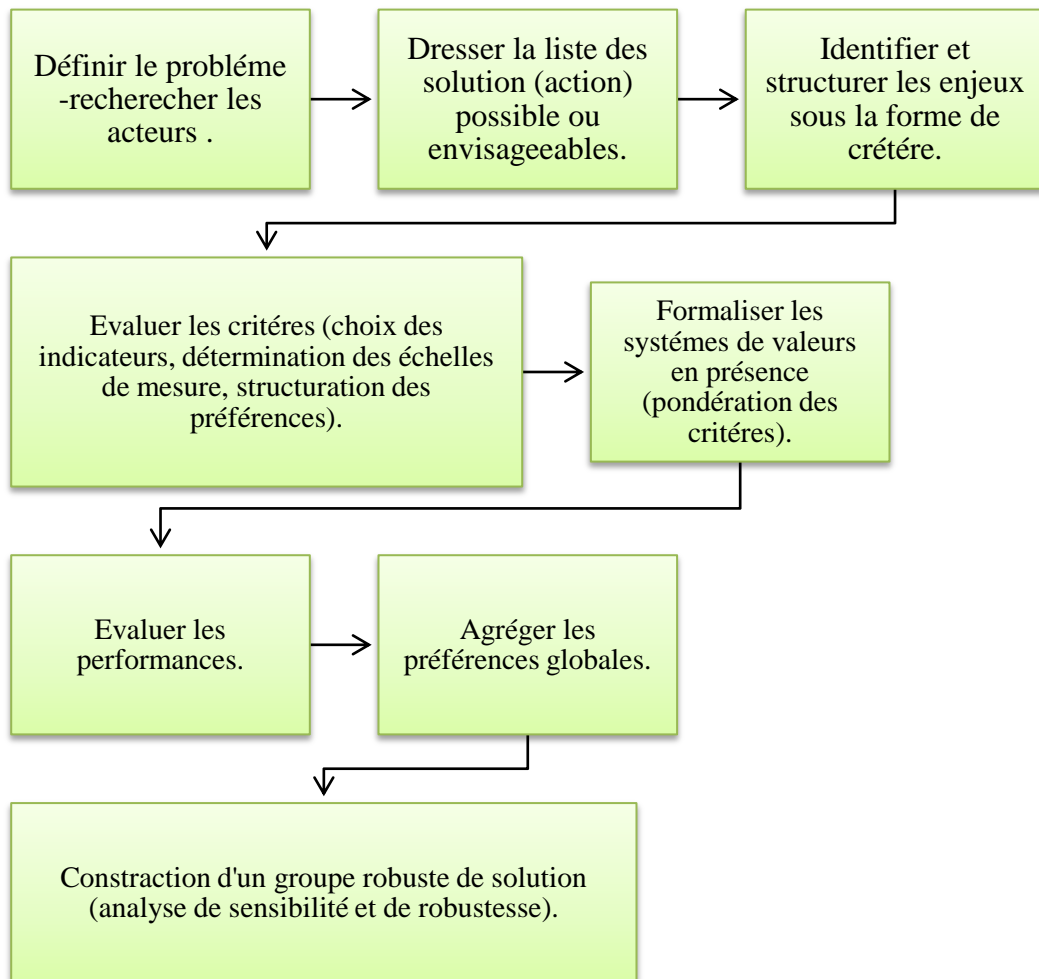 Définir le probléme
-recherecher les
acteurs .
Dresser la liste des
solution (action)
possible ou
envisageeables.
Identifier et
structurer les enjeux
sous la forme de
crétére.
Evaluer les critéres (choix des
indicateurs, détermination des échelles
de mesure, structuration des
préférences).
Formaliser les
systémes de valeurs
en présence
(pondération des
critéres).
Evaluer les
performances.
Agréger les
préférences globales.
Constraction d'un groupe robuste de solution
(analyse de sensibilité et de robustesse).